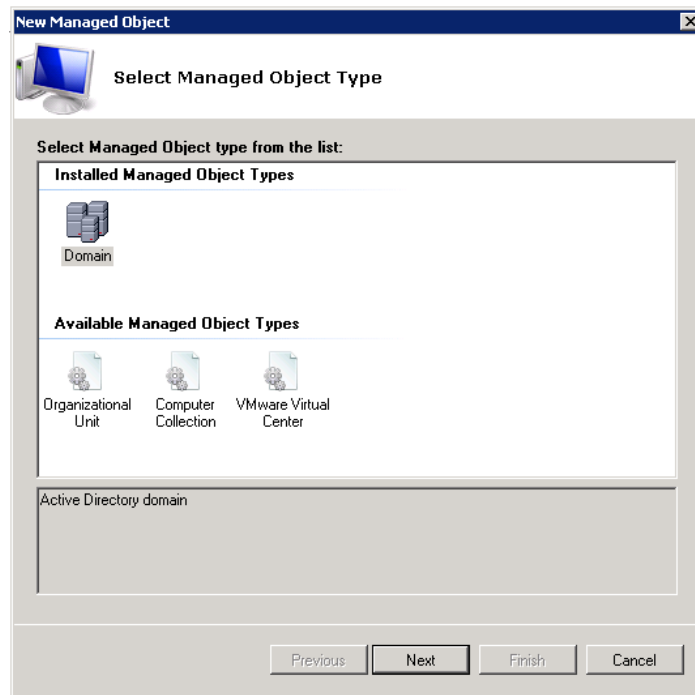 New Managed Object
Select Managed Object Type
Select Managed Object type from the list:
Installed Managed Object Types
Domain
Available Managed Object Types
Organizational
Unit
Computer
Collection
VMware Virtual
Center
Active Directory domain
Previous
Next
Finish
Cancel